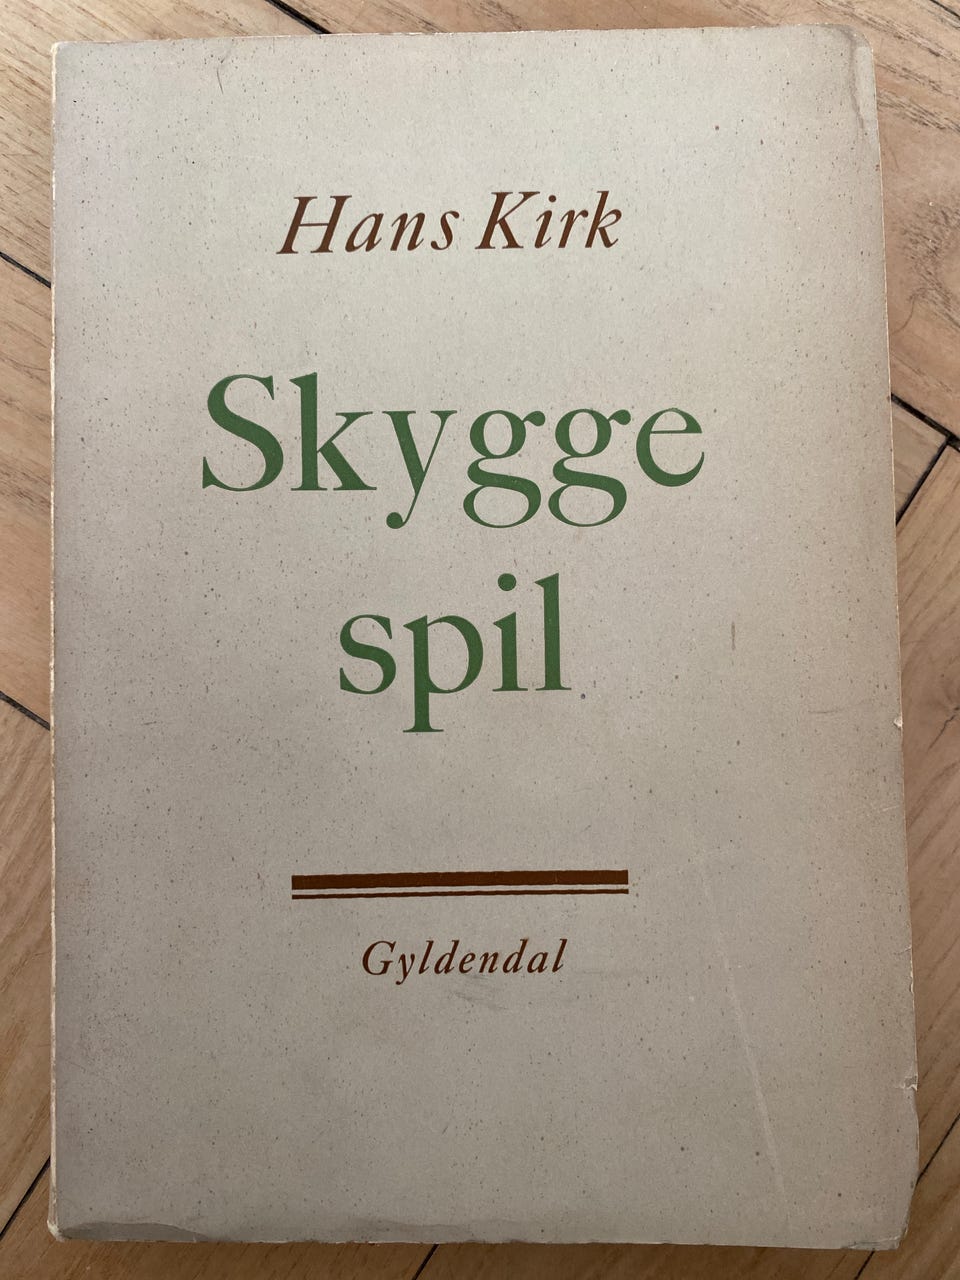 Hans Kirk
Skygge
spil
Gyldendal